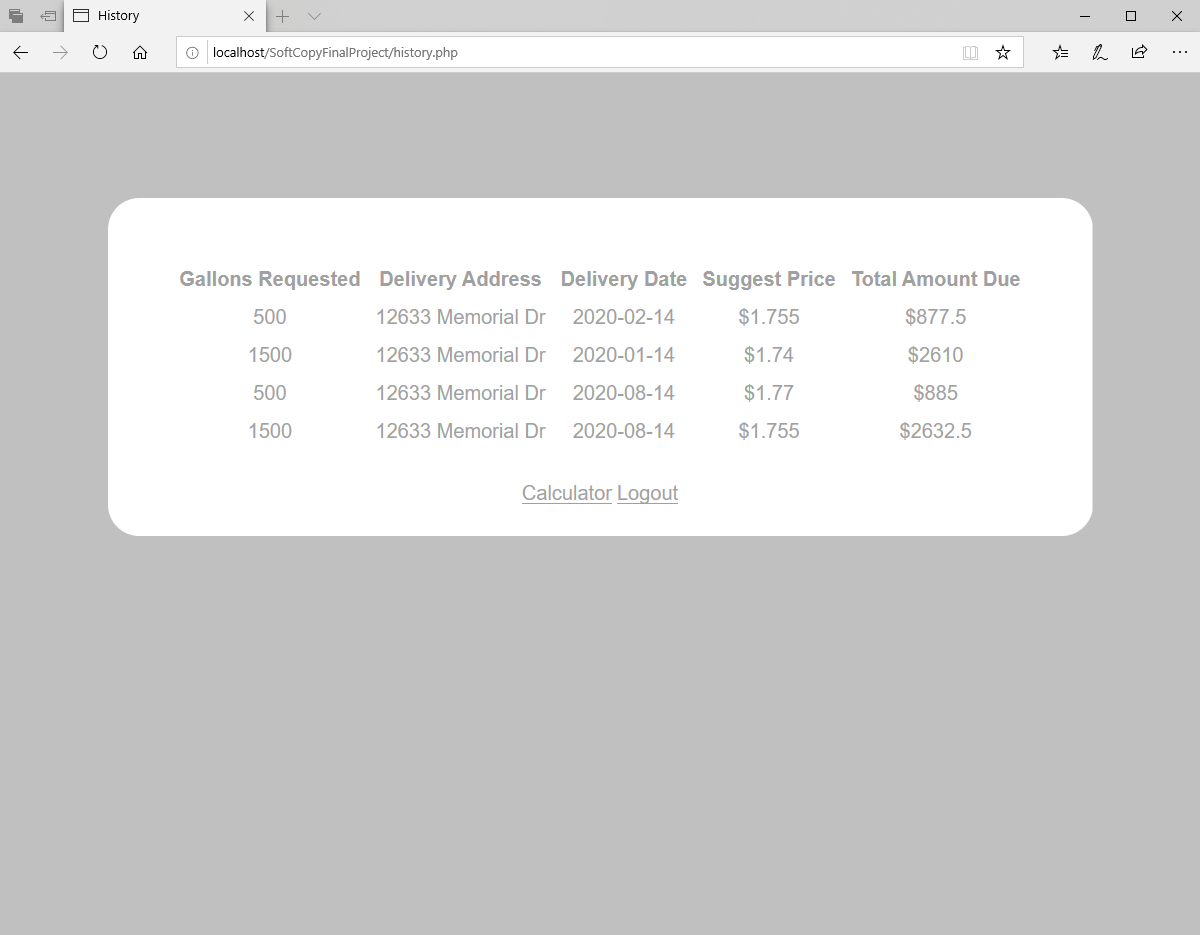 History
localhost/SoftCopyFinalProject/history.php
Gallons Requested Delivery Address Delivery Date Suggest Price Total Amount Due
500 12633 Memorial Dr 2020-02-14 $1.755 $877.5
1500 12633 Memorial Dr 2020-01-14 $1.74 $2610
500 12633 Memorial Dr 2020-08-14 $1.77 $885
1500 12633 Memorial Dr 2020-08-14 $1.755 $2632.5
Calculator Logout